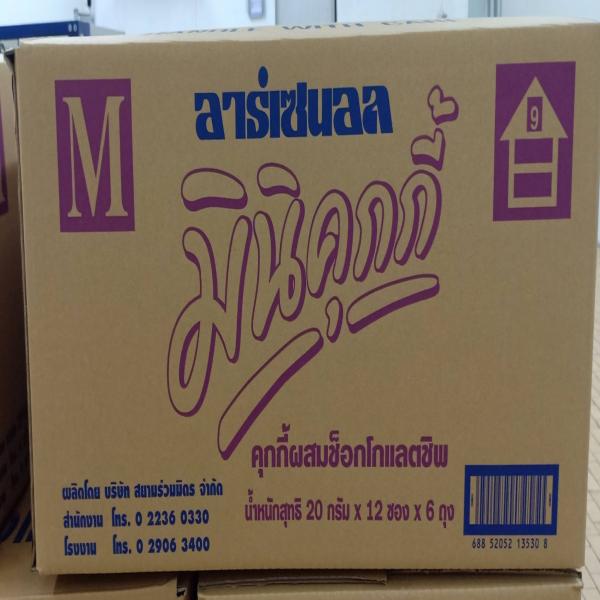 M
อาร์เซนอล
9
มินิคุกกี้
คุกกี้ผสมช็อกโกแลตชิพ
ผลิตโดย บริษัท สยามร่วมมิตร จำกัด
สำนักงาน โทร. 0 2236 0330
โรงงาน โทร. 0 2906 3400
น้ำหนักสุทธิ 20 กรัม x 12 ซอง x 6 ถุง
688 52052 13530 8